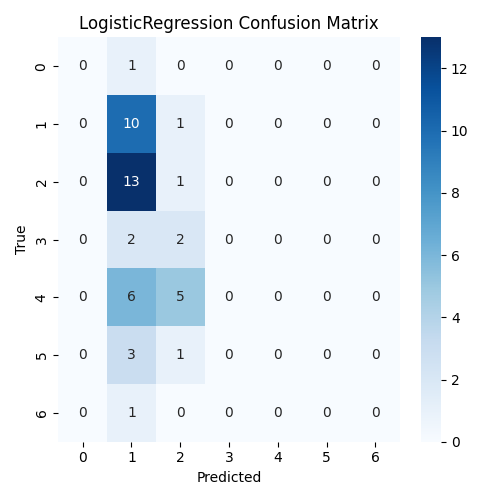 LogisticRegression Confusion Matrix
0 0 1 0 0 0 0 0
1 0 10 1 0 0 0 0
2 0 13 1 0 0 0 0
3 0 2 2 0 0 0 0
4 0 6 5 0 0 0 0
5 0 3 1 0 0 0 0
6 0 1 0 0 0 0 0
0 1 2 3 4 5 6
Predicted
True
12
10
8
6
4
2
0